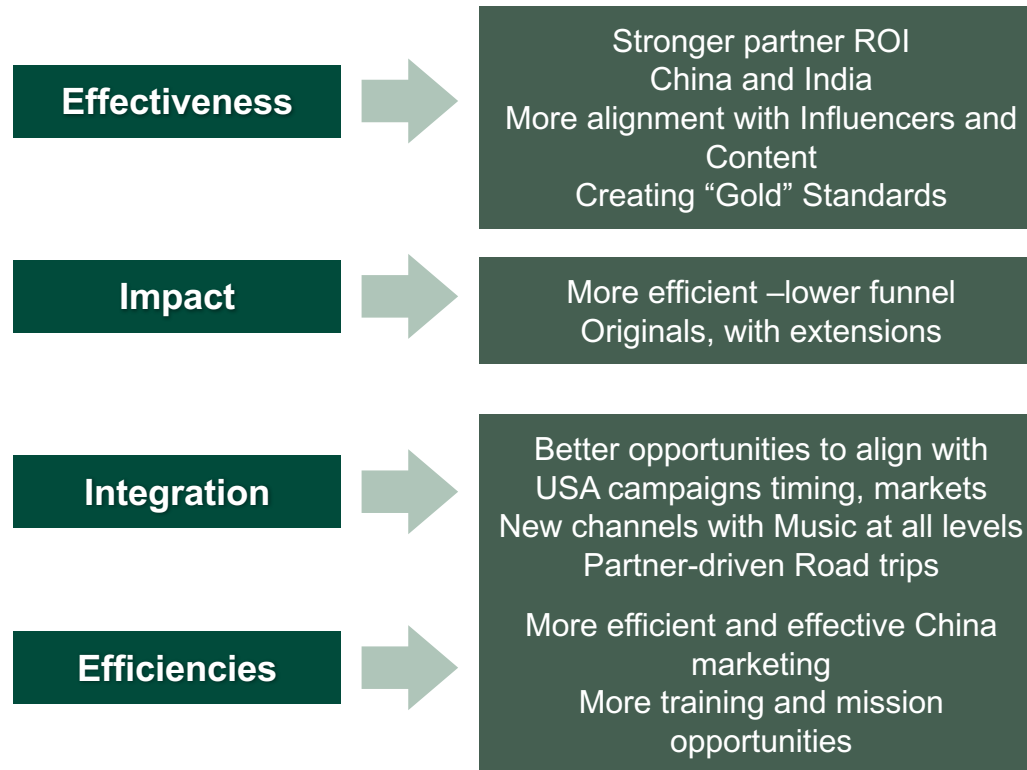 Effectiveness
Stronger partner ROI
China and India
More alignment with Influencers and
Content
Creating “Gold” Standards
Impact
More efficient –lower funnel
Originals, with extensions
Integration
Better opportunities to align with
USA campaigns timing, markets
New channels with Music at all levels
Partner-driven Road trips
Efficiencies
More efficient and effective China
marketing
More training and mission
opportunities